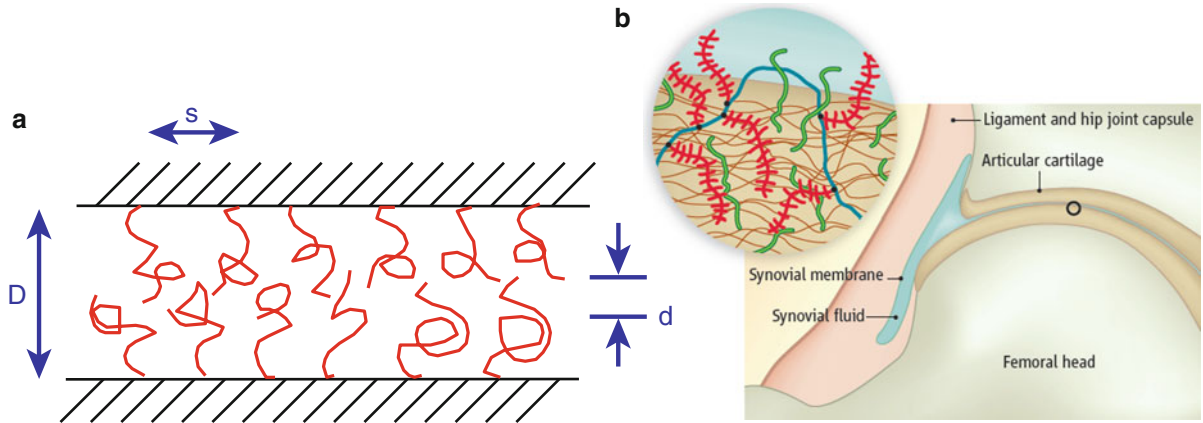 a
s
D
d
b
Ligament and hip joint capsule
Articular cartilage
Synovial membrane
Synovial fluid
Femoral head